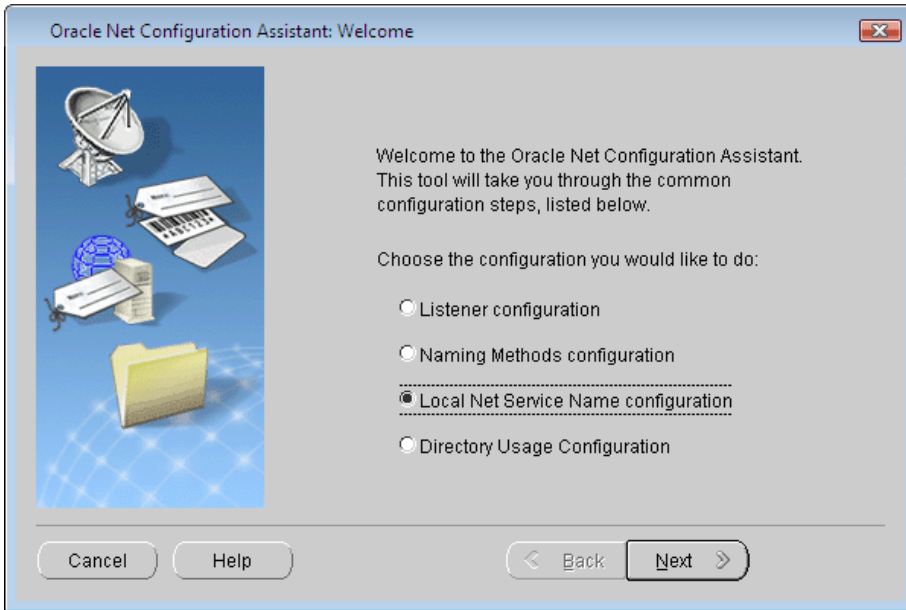 Oracle Net Configuration Assistant: Welcome
Welcome to the Oracle Net Configuration Assistant.
This tool will take you through the common
configuration steps, listed below.
Choose the configuration you would like to do:
Listener configuration
Naming Methods configuration
Local Net Service Name configuration
Directory Usage Configuration
Cancel
Help
Back
Next